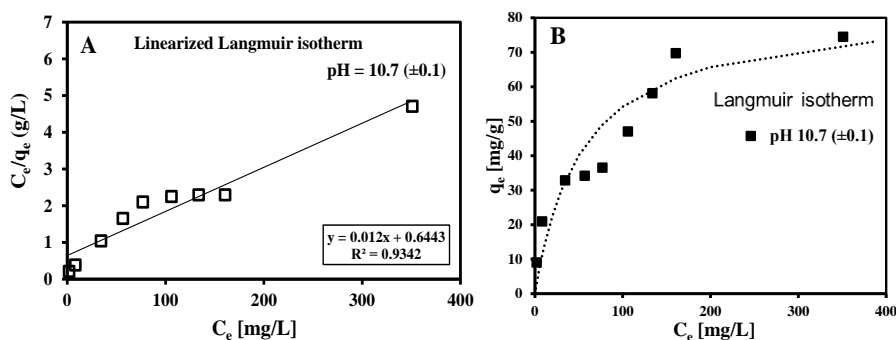 A
Linearized Langmuir isotherm
pH = 10.7 (±0.1)
Cₑ/qₑ (g/L)
7
6
5
4
3
2
1
0
y = 0.012x + 0.6443
R² = 0.9342
0
100
200
300
400
Cₑ [mg/L]
B
qₑ [mg/g]
80
70
60
50
40
30
20
10
0
Langmuir isotherm
pH 10.7 (±0.1)
0
100
200
300
400
Cₑ [mg/L]